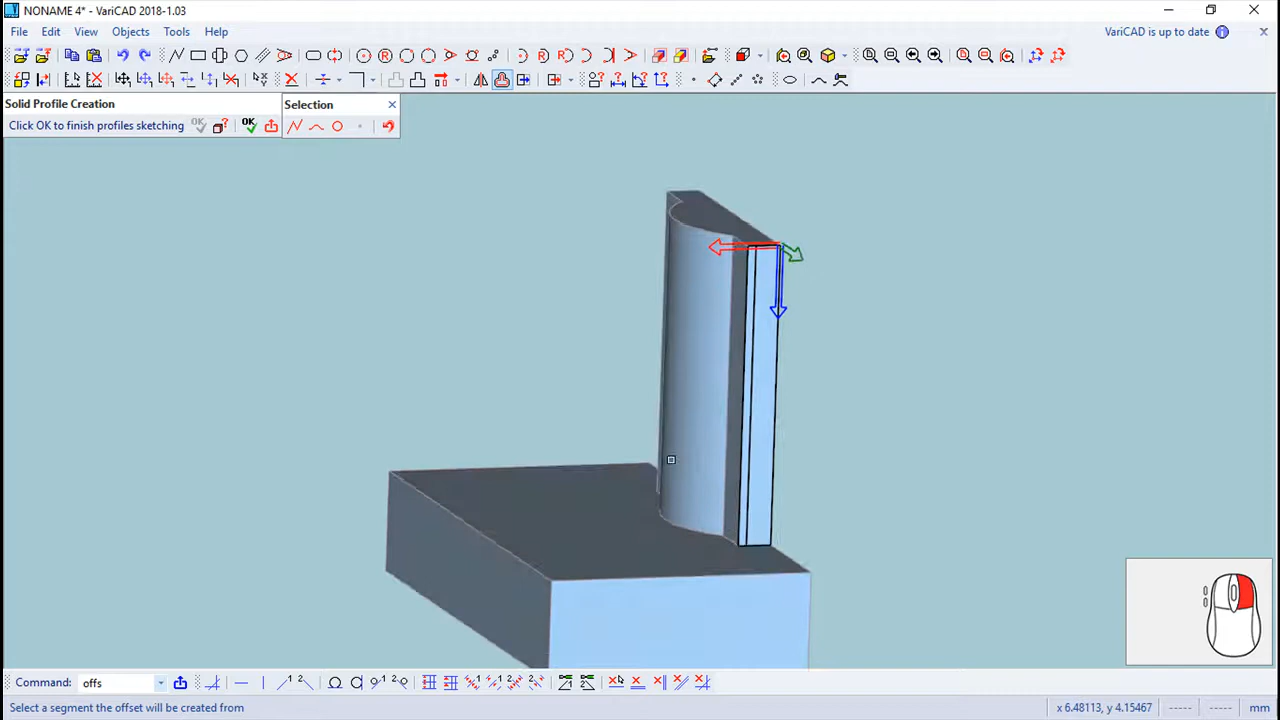 NONAME 4* - VariCAD 2018-1.03
File Edit View Objects Tools Help
VariCAD is up to date
Solid Profile Creation
Selection
Click OK to finish profiles sketching
OK
Command: offs
Select a segment the offset will be created from
x 6.48113, y 4.15467 ----- ----- mm